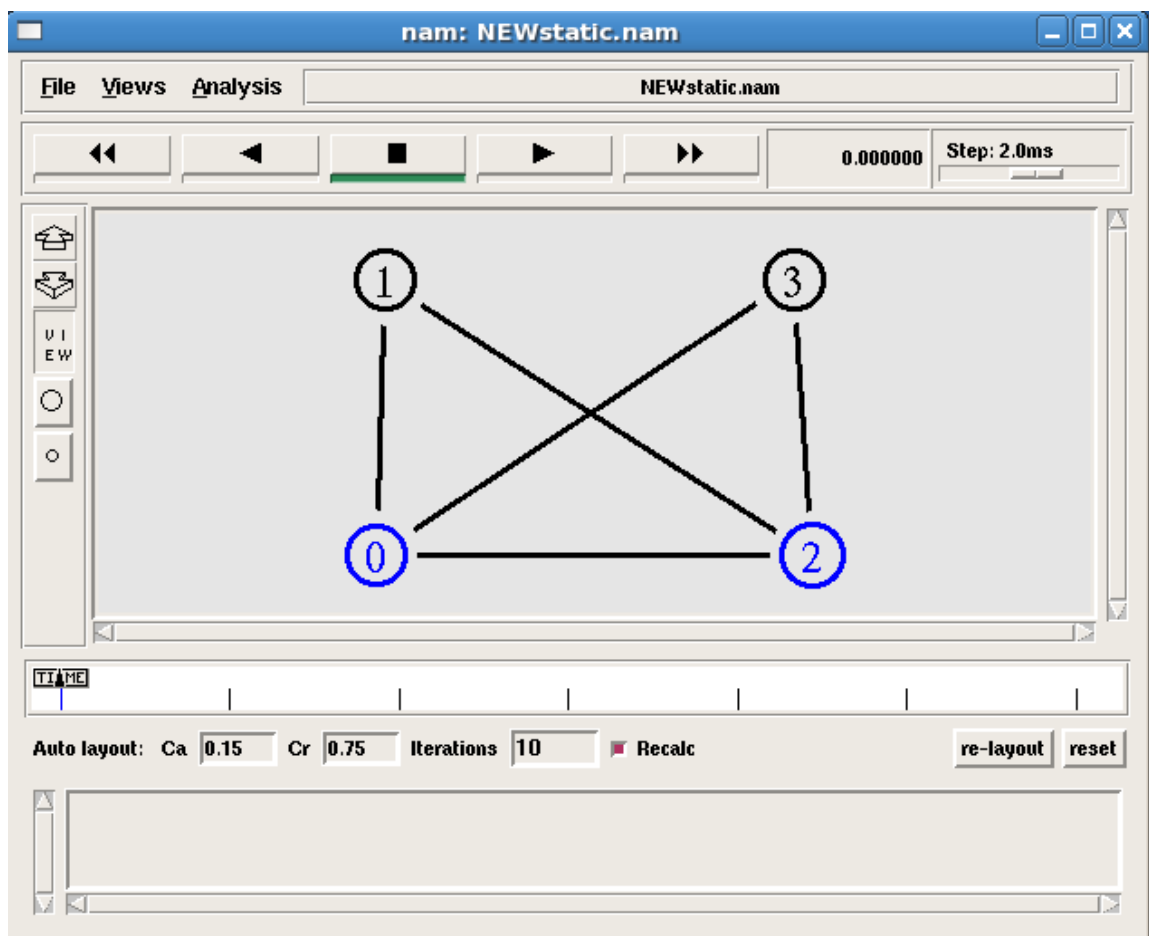 nam: NEWstatic.nam
File Views Analysis NEWstatic.nam
0.000000 Step: 2.0ms
1 3
V I
E W
0 2
TIME
Auto layout: Ca 0.15 Cr 0.75 Iterations 10 Recalc re-layout reset